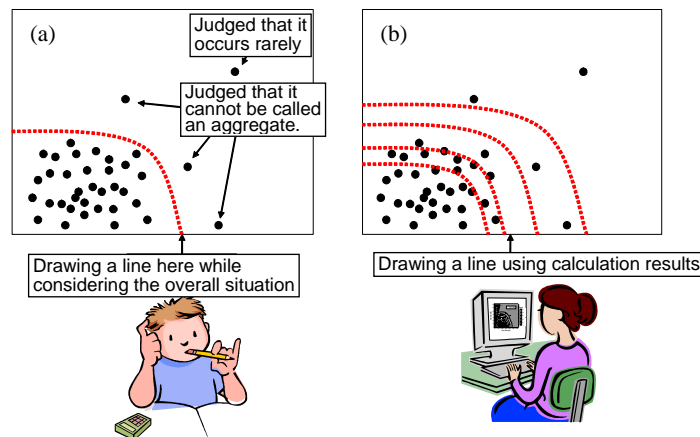 (a)
Judged that it
occurs rarely
Judged that it
cannot be called
an aggregate.
Drawing a line here while
considering the overall situation
(b)
Drawing a line using calculation results